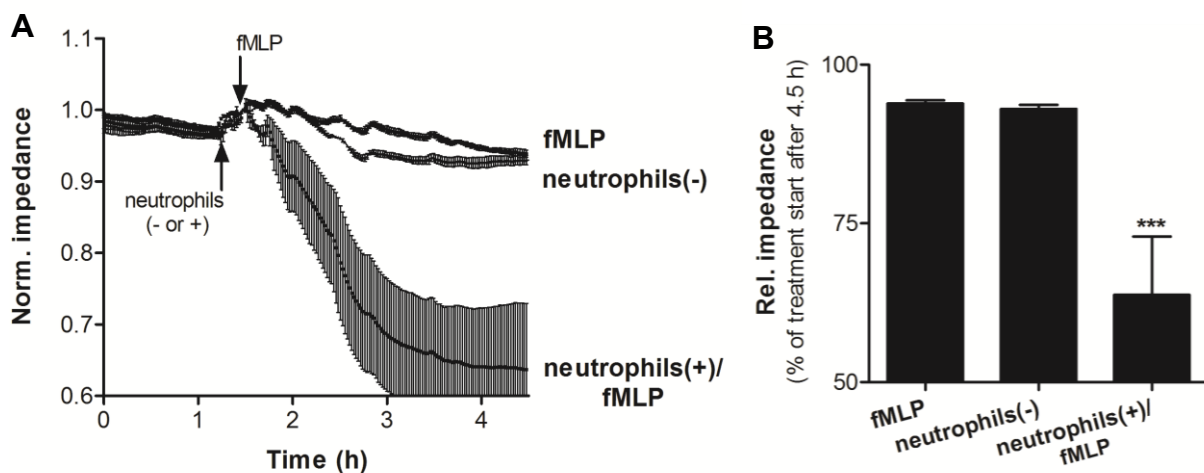 A
Norm. impedance
1.1
1.0
0.9
0.8
0.7
0.6
fMLP
neutrophils
(- or +)
fMLP
neutrophils(-)
neutrophils(+)/
fMLP
0 1 2 3 4
Time (h)
B
Rel. impedance
(% of treatment start after 4.5 h)
100
75
50
***
fMLP
neutrophils(-)
neutrophils(+)/
fMLP